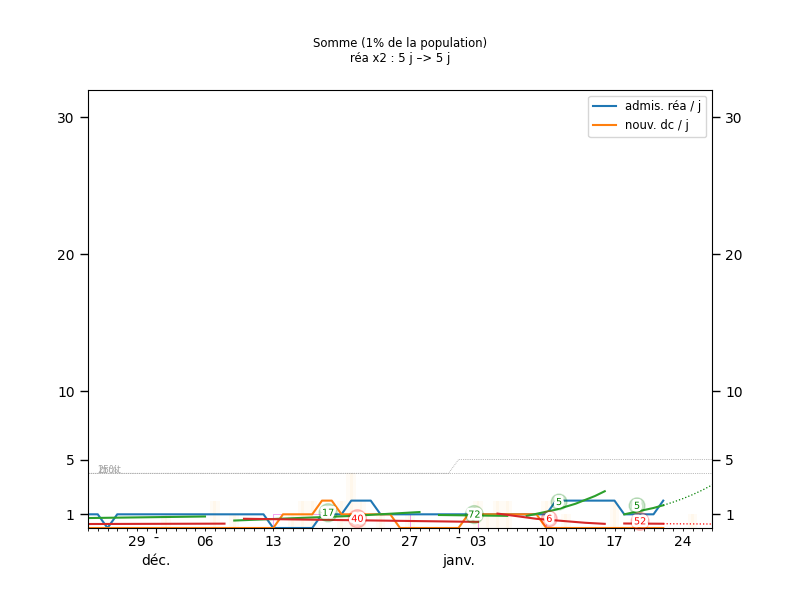 Somme (1% de la population)
réa x2 : 5 j –> 5 j
admis. réa / j
nouv. dc / j
30 30
20 20
10 10
5 5
1 1
17 40 72 5 6 5 52
29 - 06 13 20 27 - 03 10 17 24
déc. janv.